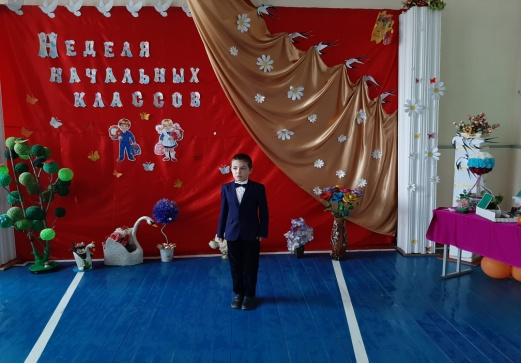 Неделя
начальных
классов